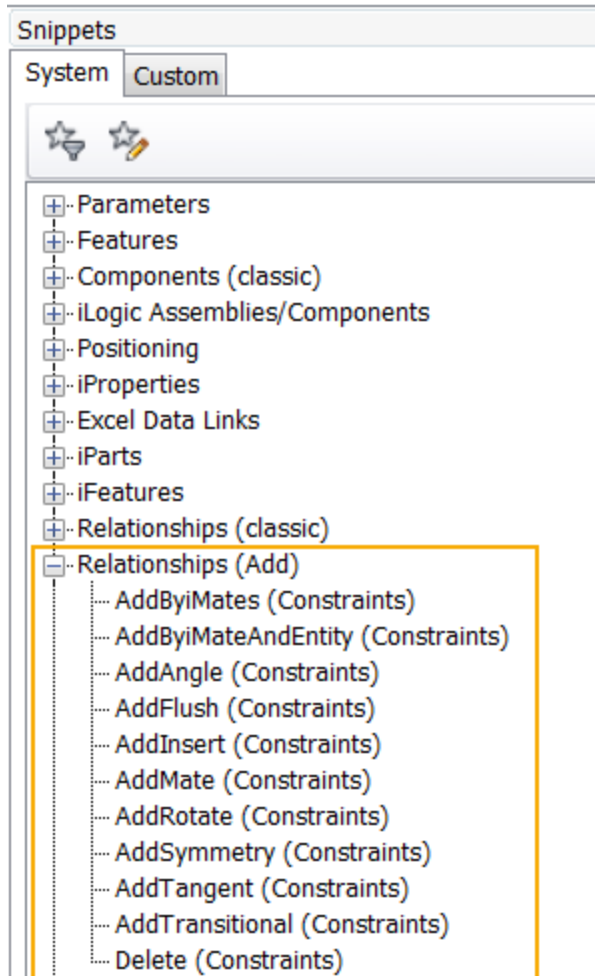 Snippets
System Custom
Parameters
Features
Components (classic)
iLogic Assemblies/Components
Positioning
iProperties
Excel Data Links
iParts
iFeatures
Relationships (classic)
Relationships (Add)
AddByiMates (Constraints)
AddByiMateAndEntity (Constraints)
AddAngle (Constraints)
AddFlush (Constraints)
AddInsert (Constraints)
AddMate (Constraints)
AddRotate (Constraints)
AddSymmetry (Constraints)
AddTangent (Constraints)
AddTransitional (Constraints)
Delete (Constraints)